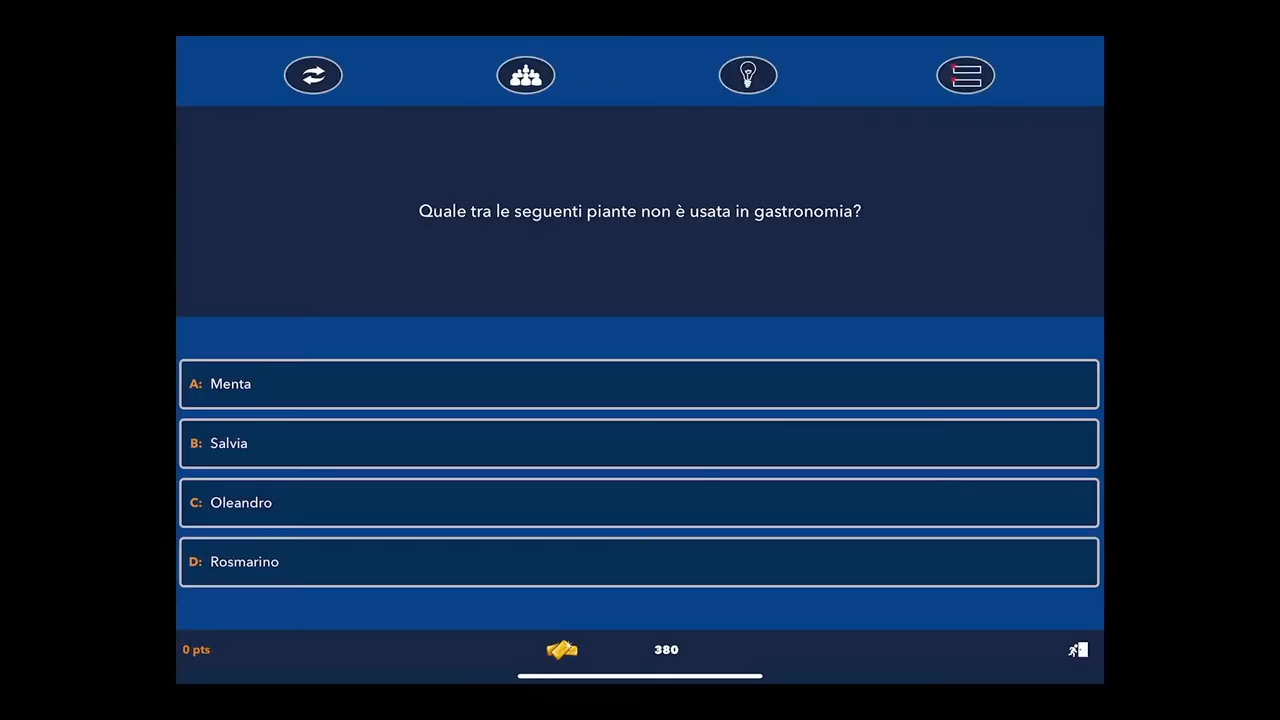 Quale tra le seguenti piante non è usata in gastronomia?
A: Menta
B: Salvia
C: Oleandro
D: Rosmarino
0 pts
380